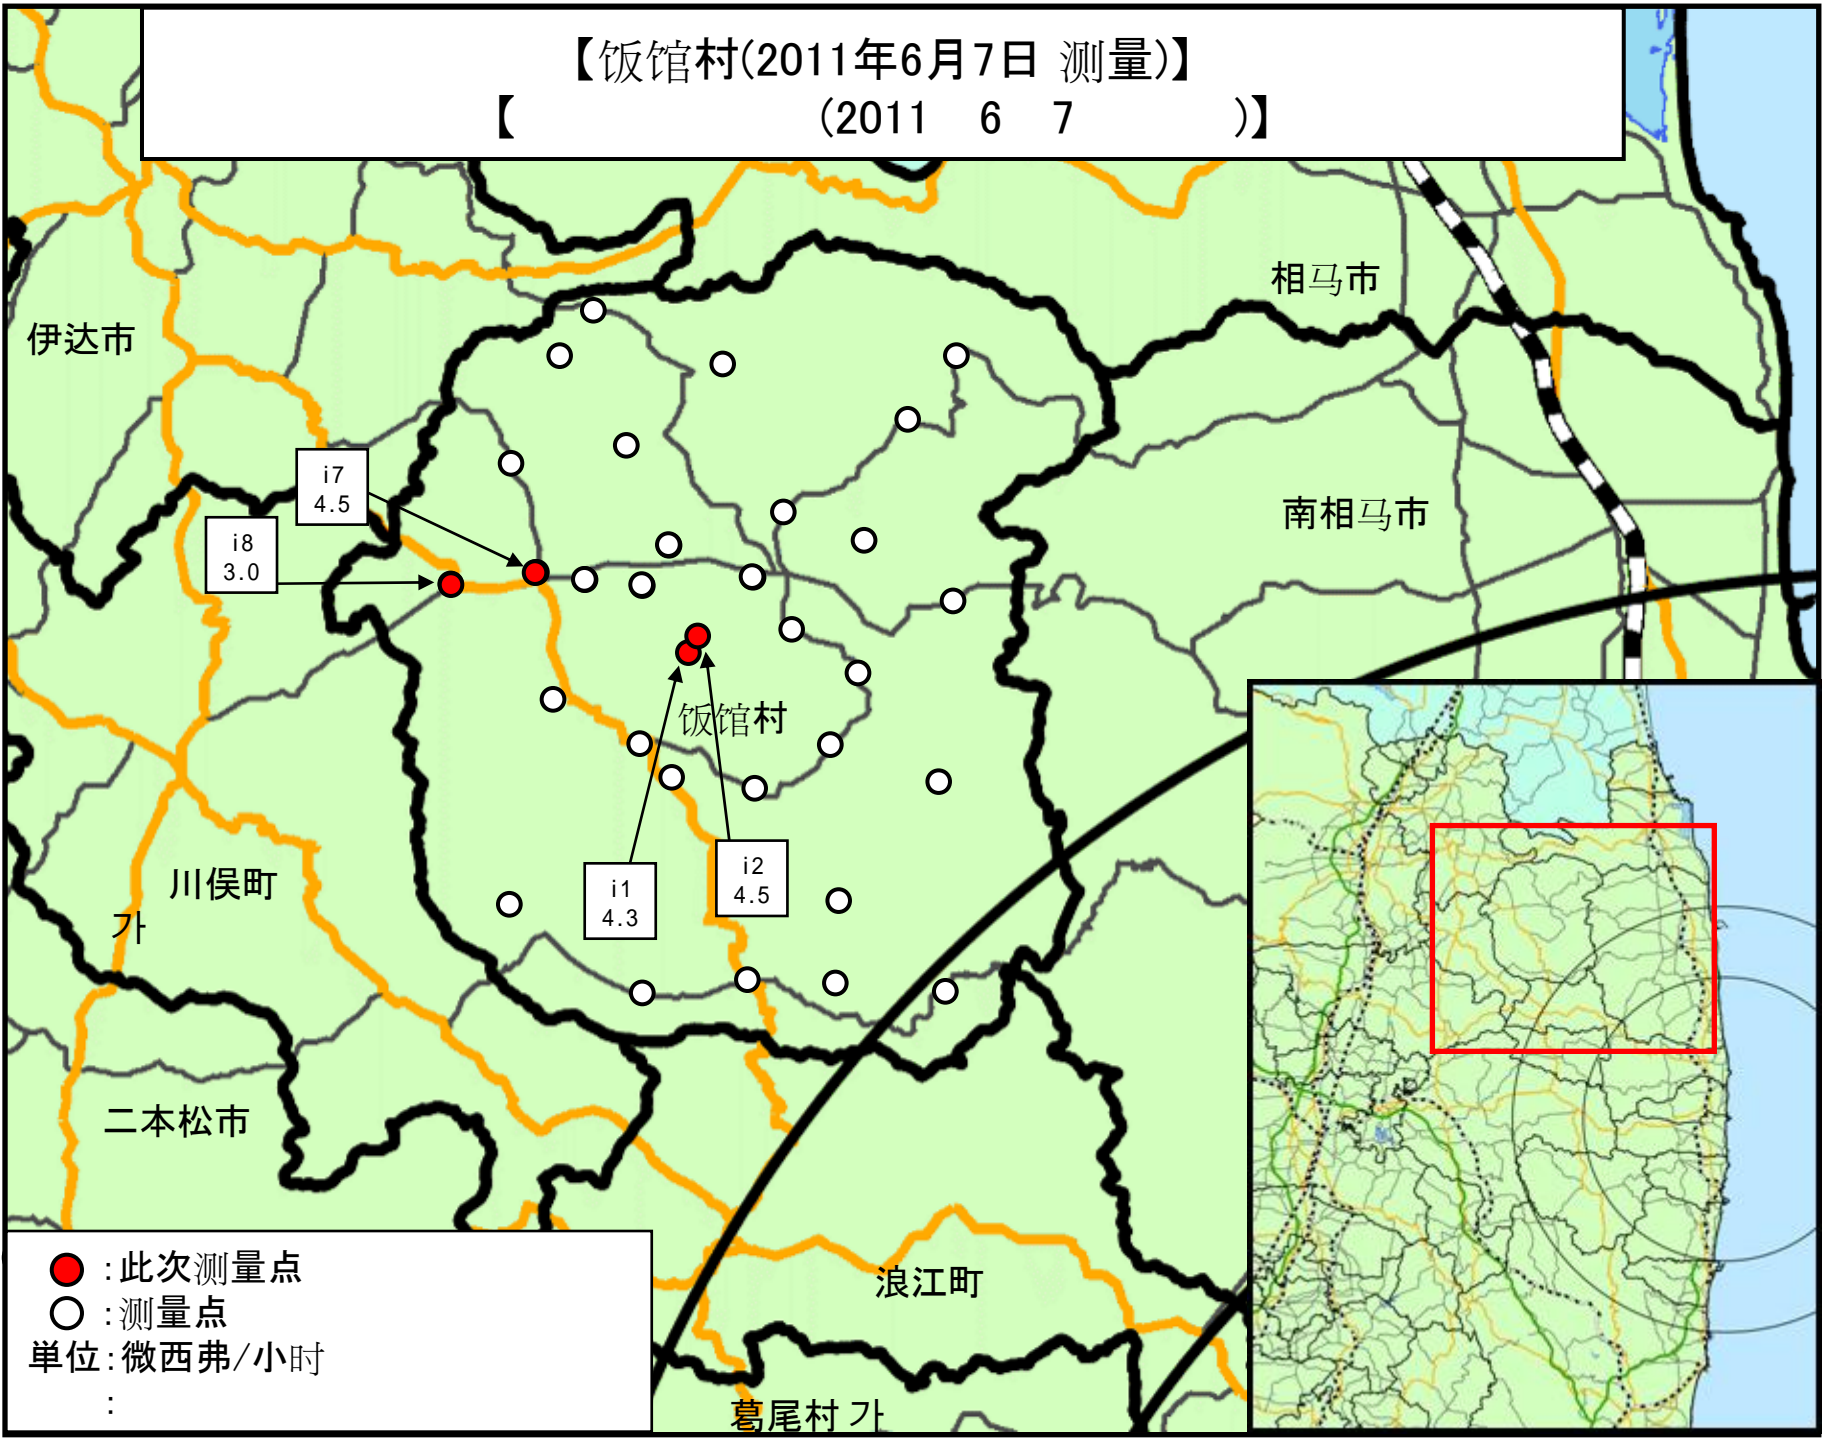 【饭馆村(2011年6月7日 测量)】
【 (2011 6 7 )】
相马市
伊达市
i7
4.5
南相马市
i8
3.0
饭馆村
i2
4.5
i1
4.3
川俣町
가
二本松市
●:此次测量点
○:测量点
単位:微西弗/小时
:
浪江町
葛尾村 가